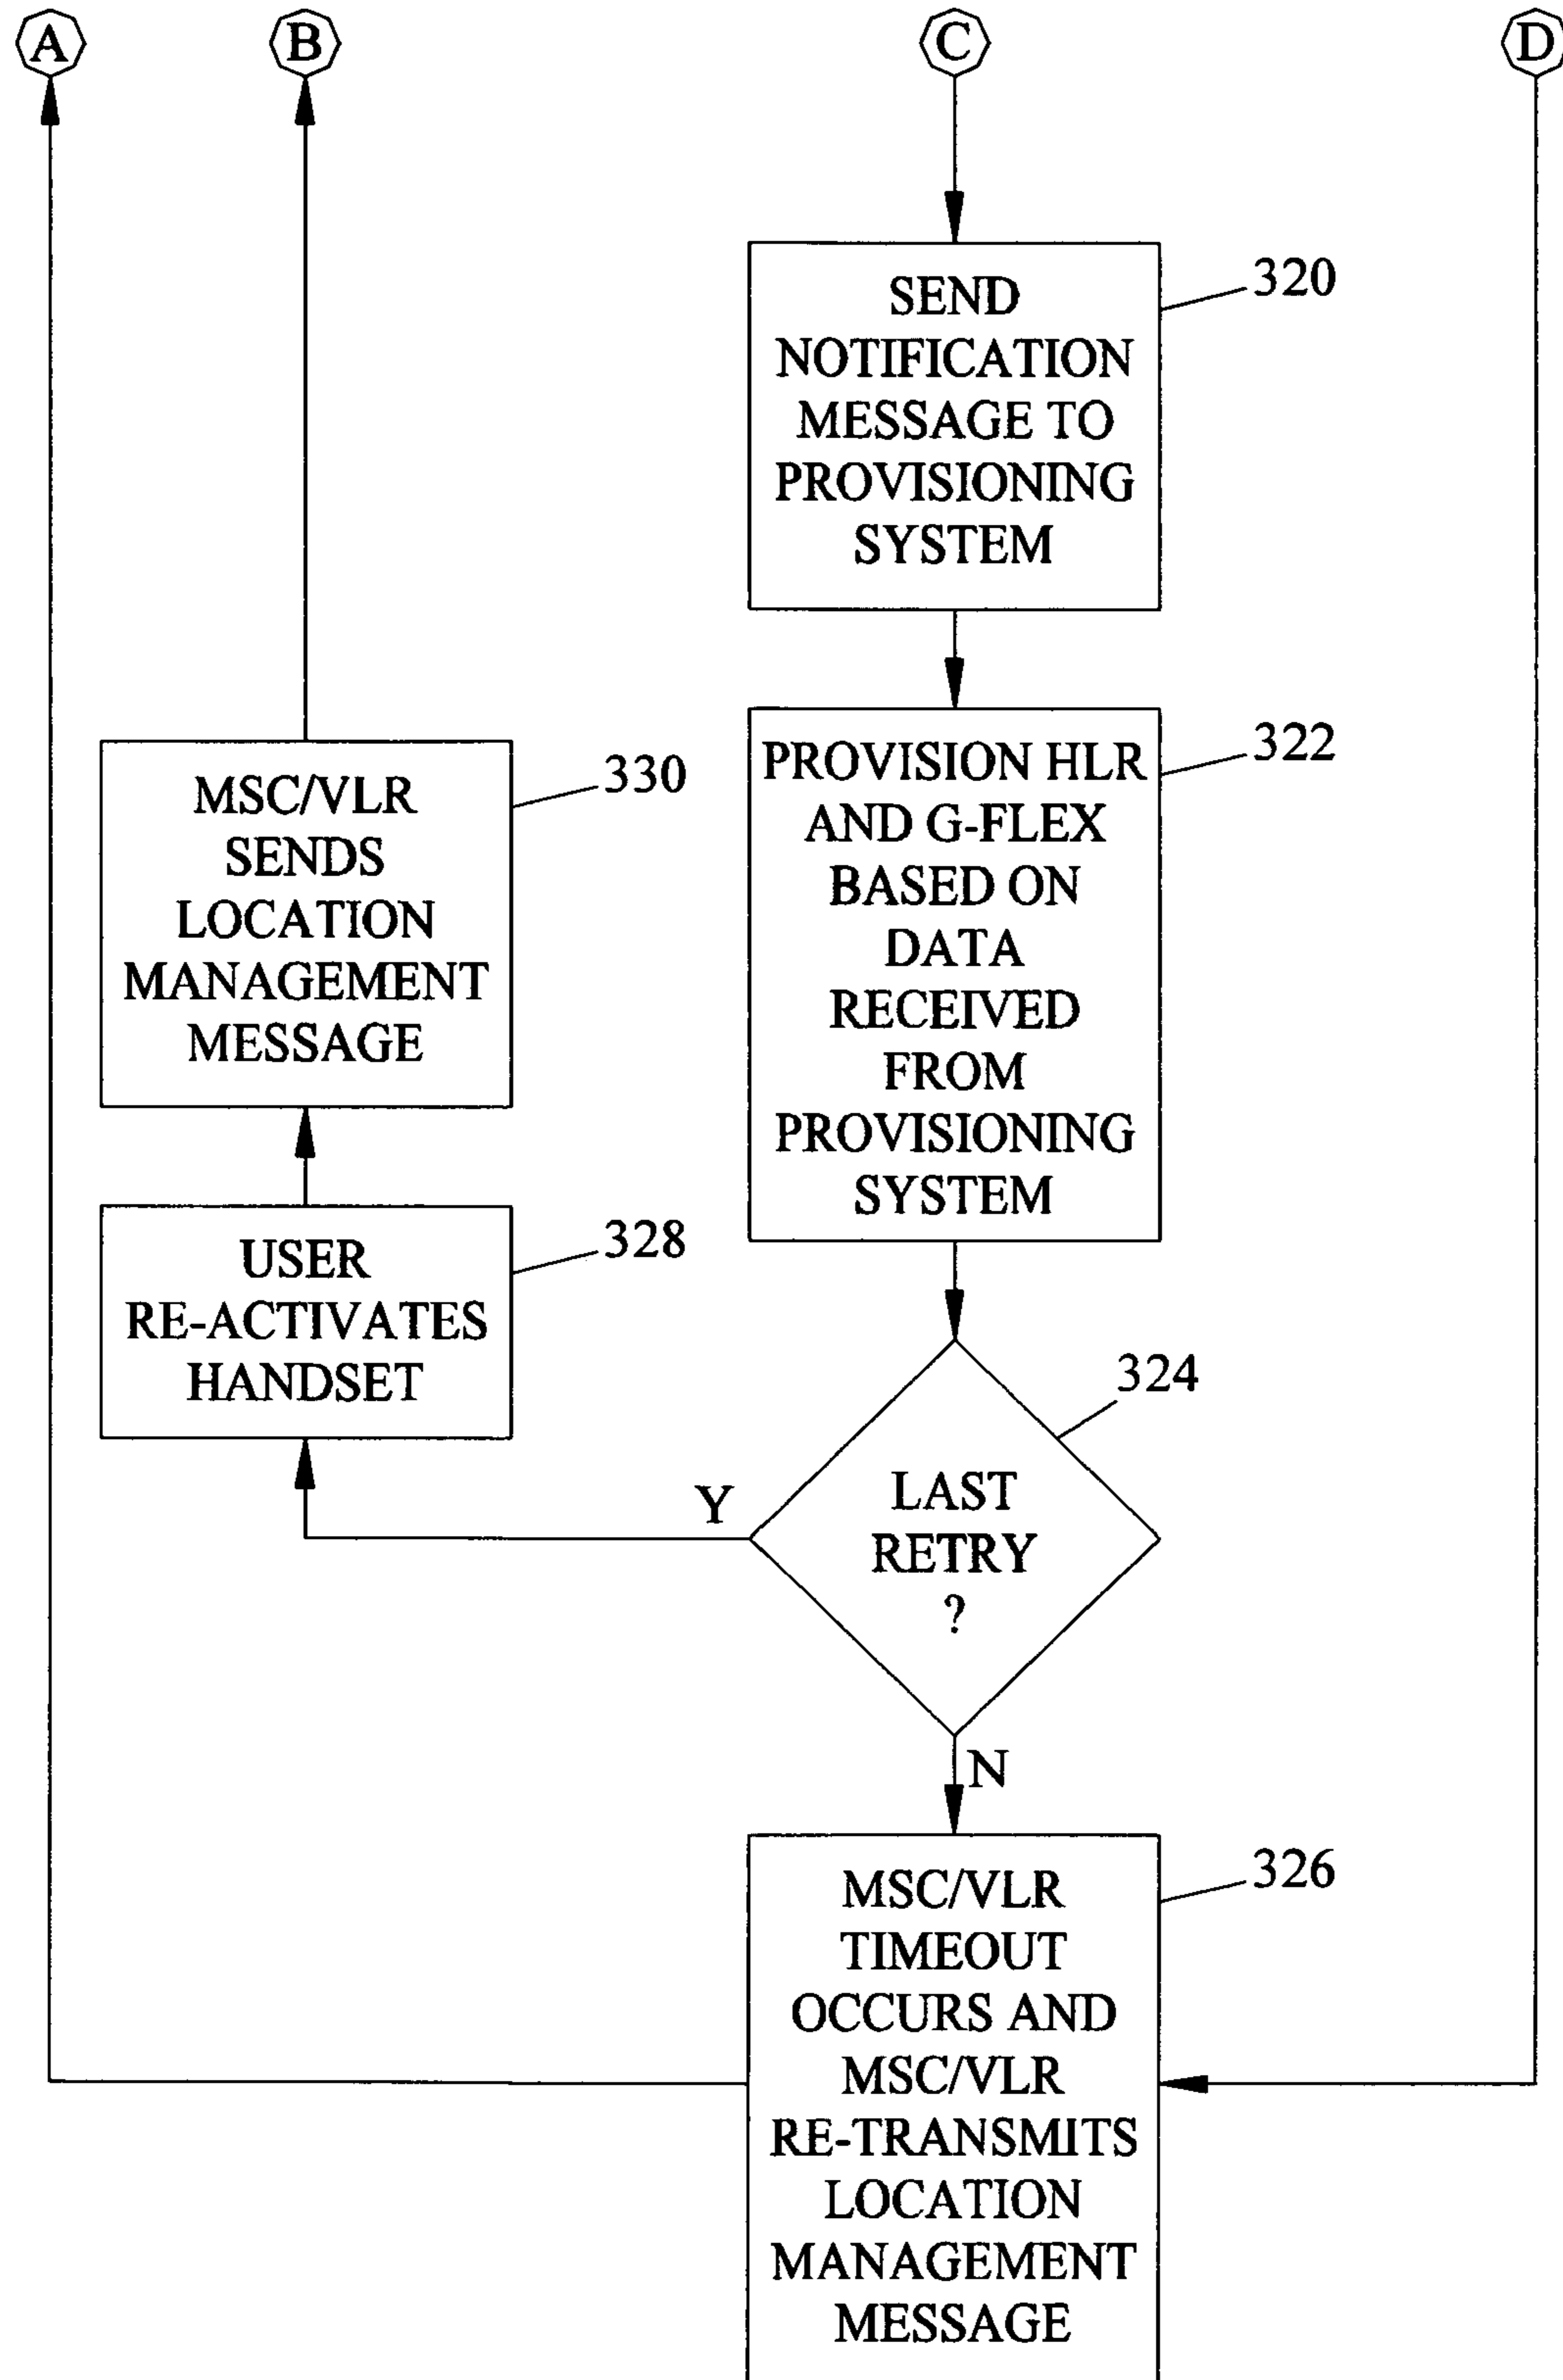 A
B
C
D
SEND
NOTIFICATION
MESSAGE TO
PROVISIONING
SYSTEM
320
PROVISION HLR
AND G-FLEX
BASED ON
DATA
RECEIVED
FROM
PROVISIONING
SYSTEM
322
MSC/VLR
SENDS
LOCATION
MANAGEMENT
MESSAGE
330
USER
RE-ACTIVATES
HANDSET
328
324
LAST
RETRY
?
Y
N
MSC/VLR
TIMEOUT
OCCURS AND
MSC/VLR
RE-TRANSMITS
LOCATION
MANAGEMENT
MESSAGE
326